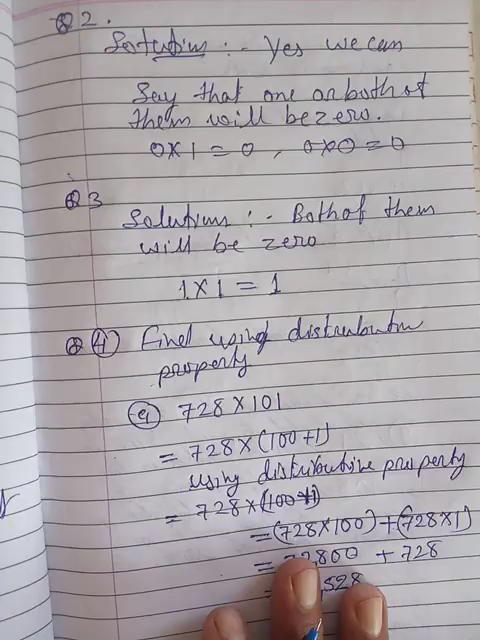 Q2.
Solution :- Yes we can
Say that one or both of
them will be zero.
0×1=0, 0×0=0
Q3
Solutions :- Both of them
will be zero
1×1=1
Q(4) Find using distributive
property
(a) 728×101
= 728×(100+1)
using distributive property
= 728×(100+1)
= (728×100)+(728×1)
= ,800 + 728
,528